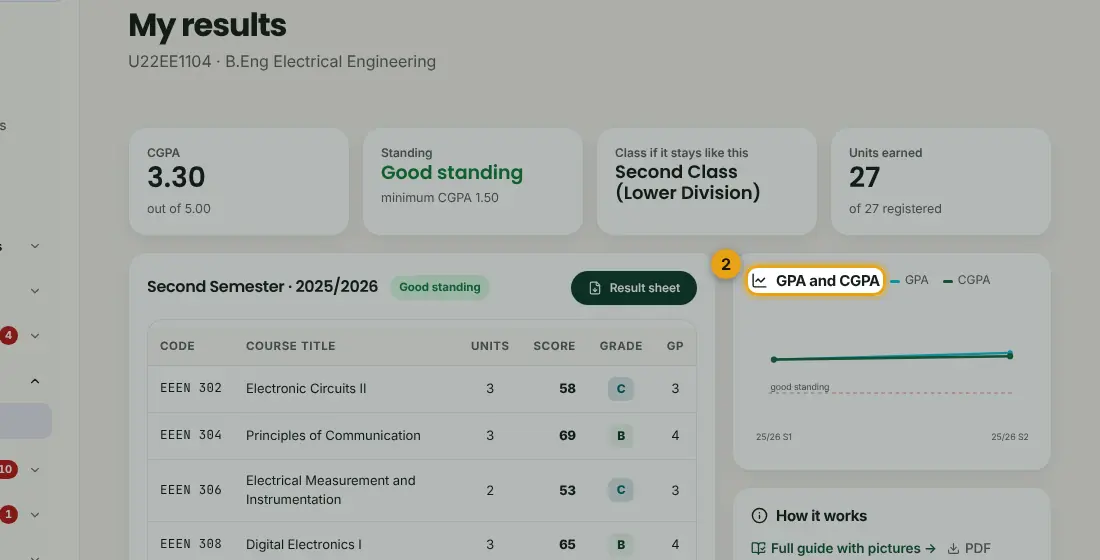 My results
U22EE1104 · B.Eng Electrical Engineering
s
CGPA
3.30
out of 5.00
Standing
Good standing
minimum CGPA 1.50
Class if it stays like this
Second Class
(Lower Division)
Units earned
27
of 27 registered
s
4
10
1
Second Semester · 2025/2026 Good standing Result sheet
CODE COURSE TITLE UNITS SCORE GRADE GP
EEEN 302 Electronic Circuits II 3 58 C 3
EEEN 304 Principles of Communication 3 69 B 4
EEEN 306 Electrical Measurement and Instrumentation 2 53 C 3
EEEN 308 Digital Electronics I 3 65 B 4
2
GPA and CGPA GPA CGPA
good standing
25/26 S1 25/26 S2
How it works
Full guide with pictures → PDF